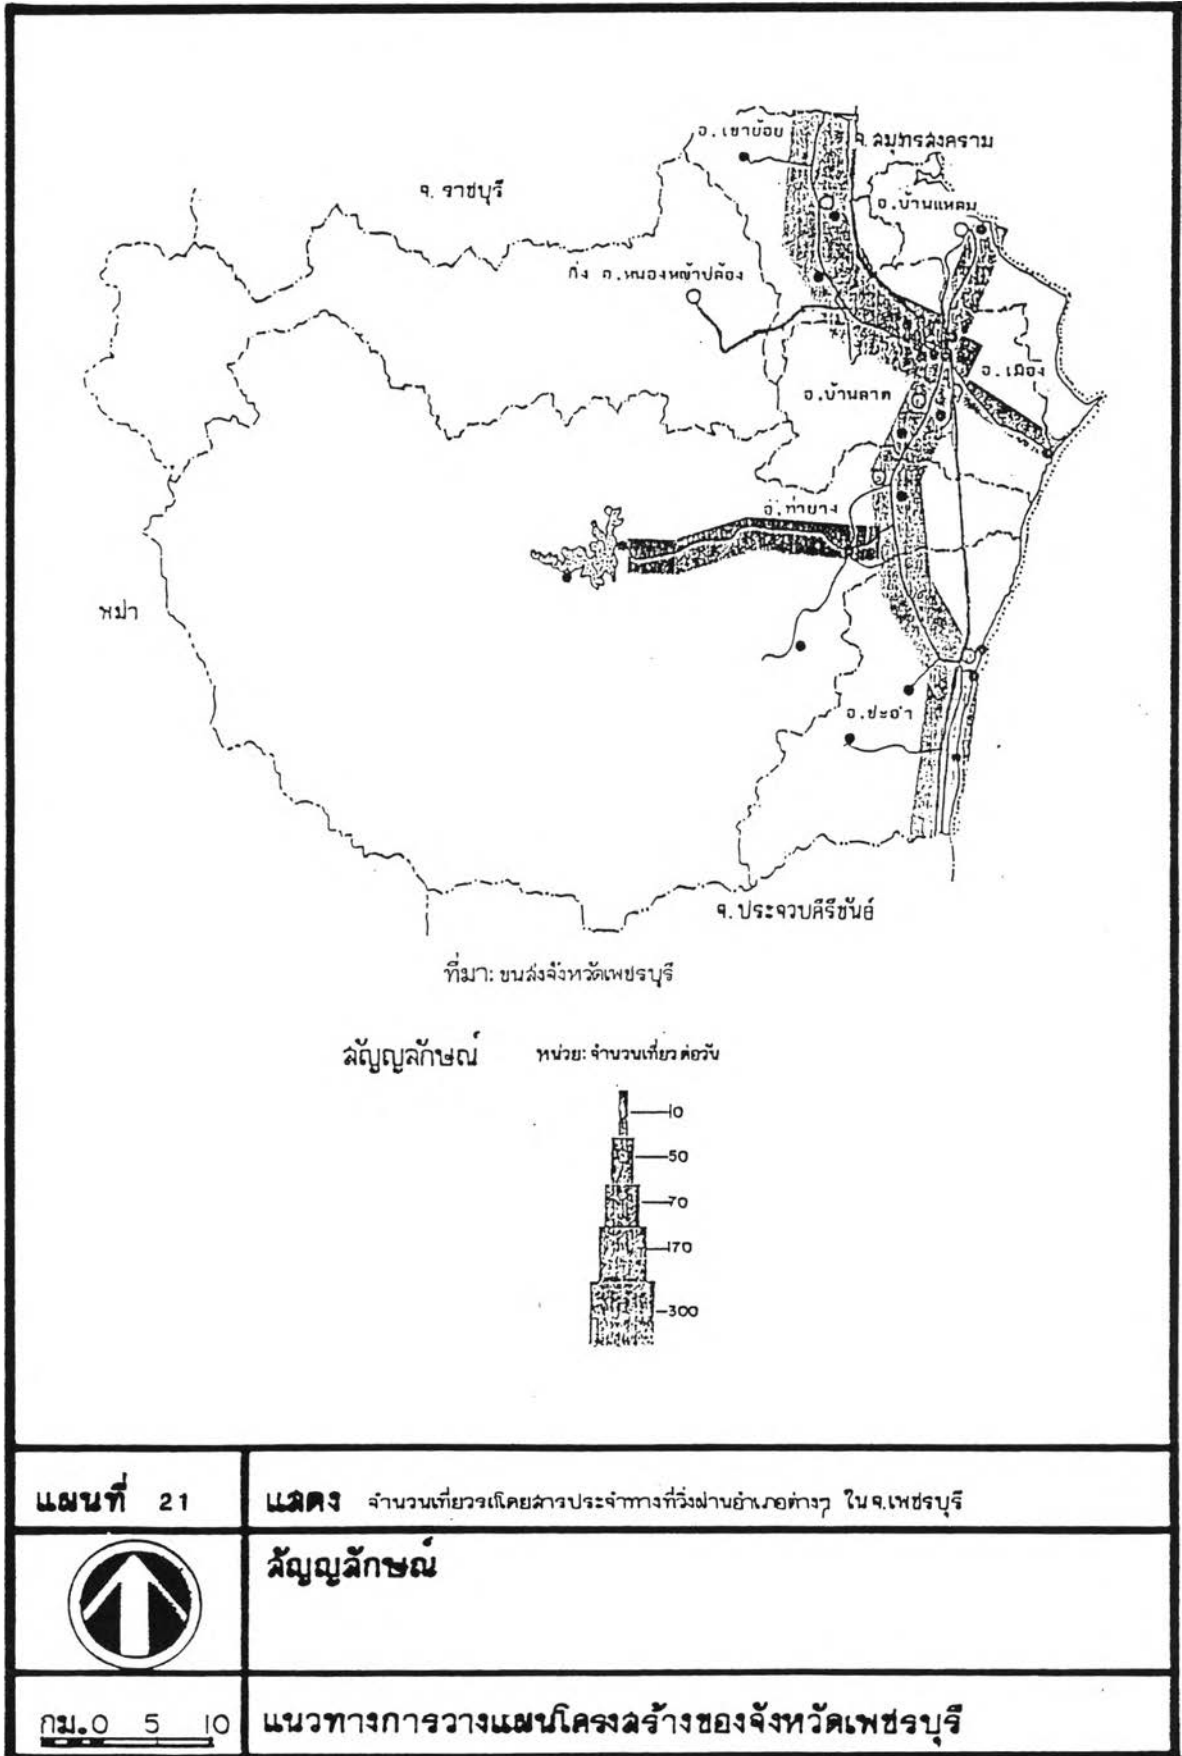 อ. เขาย้อย
จ. สมุทรสงคราม
จ. ราชบุรี
อ. บ้านแหลม
กิ่ง อ. หนองหญ้าปล้อง
อ. เมือง
อ. บ้านลาด
อ. ท่ายาง
พม่า
อ. ชะอำ
จ. ประจวบคีรีขันธ์
ที่มา: ขนส่งจังหวัดเพชรบุรี
สัญญลักษณ์ หน่วย: จำนวนเที่ยวต่อวัน
10
50
70
170
300
แผนที่ 21
แสดง จำนวนเที่ยวรถโดยสารประจำทางที่วิ่งผ่านอำเภอต่างๆ ในจ.เพชรบุรี
สัญญลักษณ์
กม. 0 5 10
แนวทางการวางแผนโครงสร้างของจังหวัดเพชรบุรี